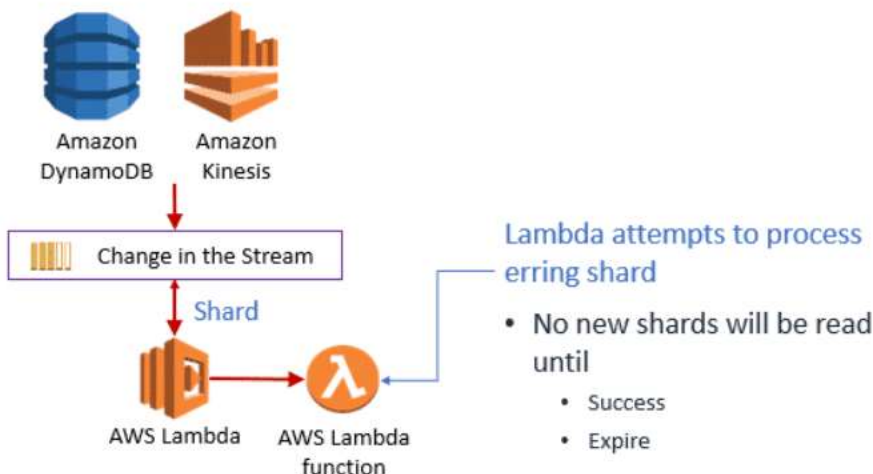 Amazon
DynamoDB
Amazon
Kinesis
Change in the Stream
Shard
AWS Lambda
AWS Lambda
function
Lambda attempts to process
erring shard
• No new shards will be read
until
• Success
• Expire